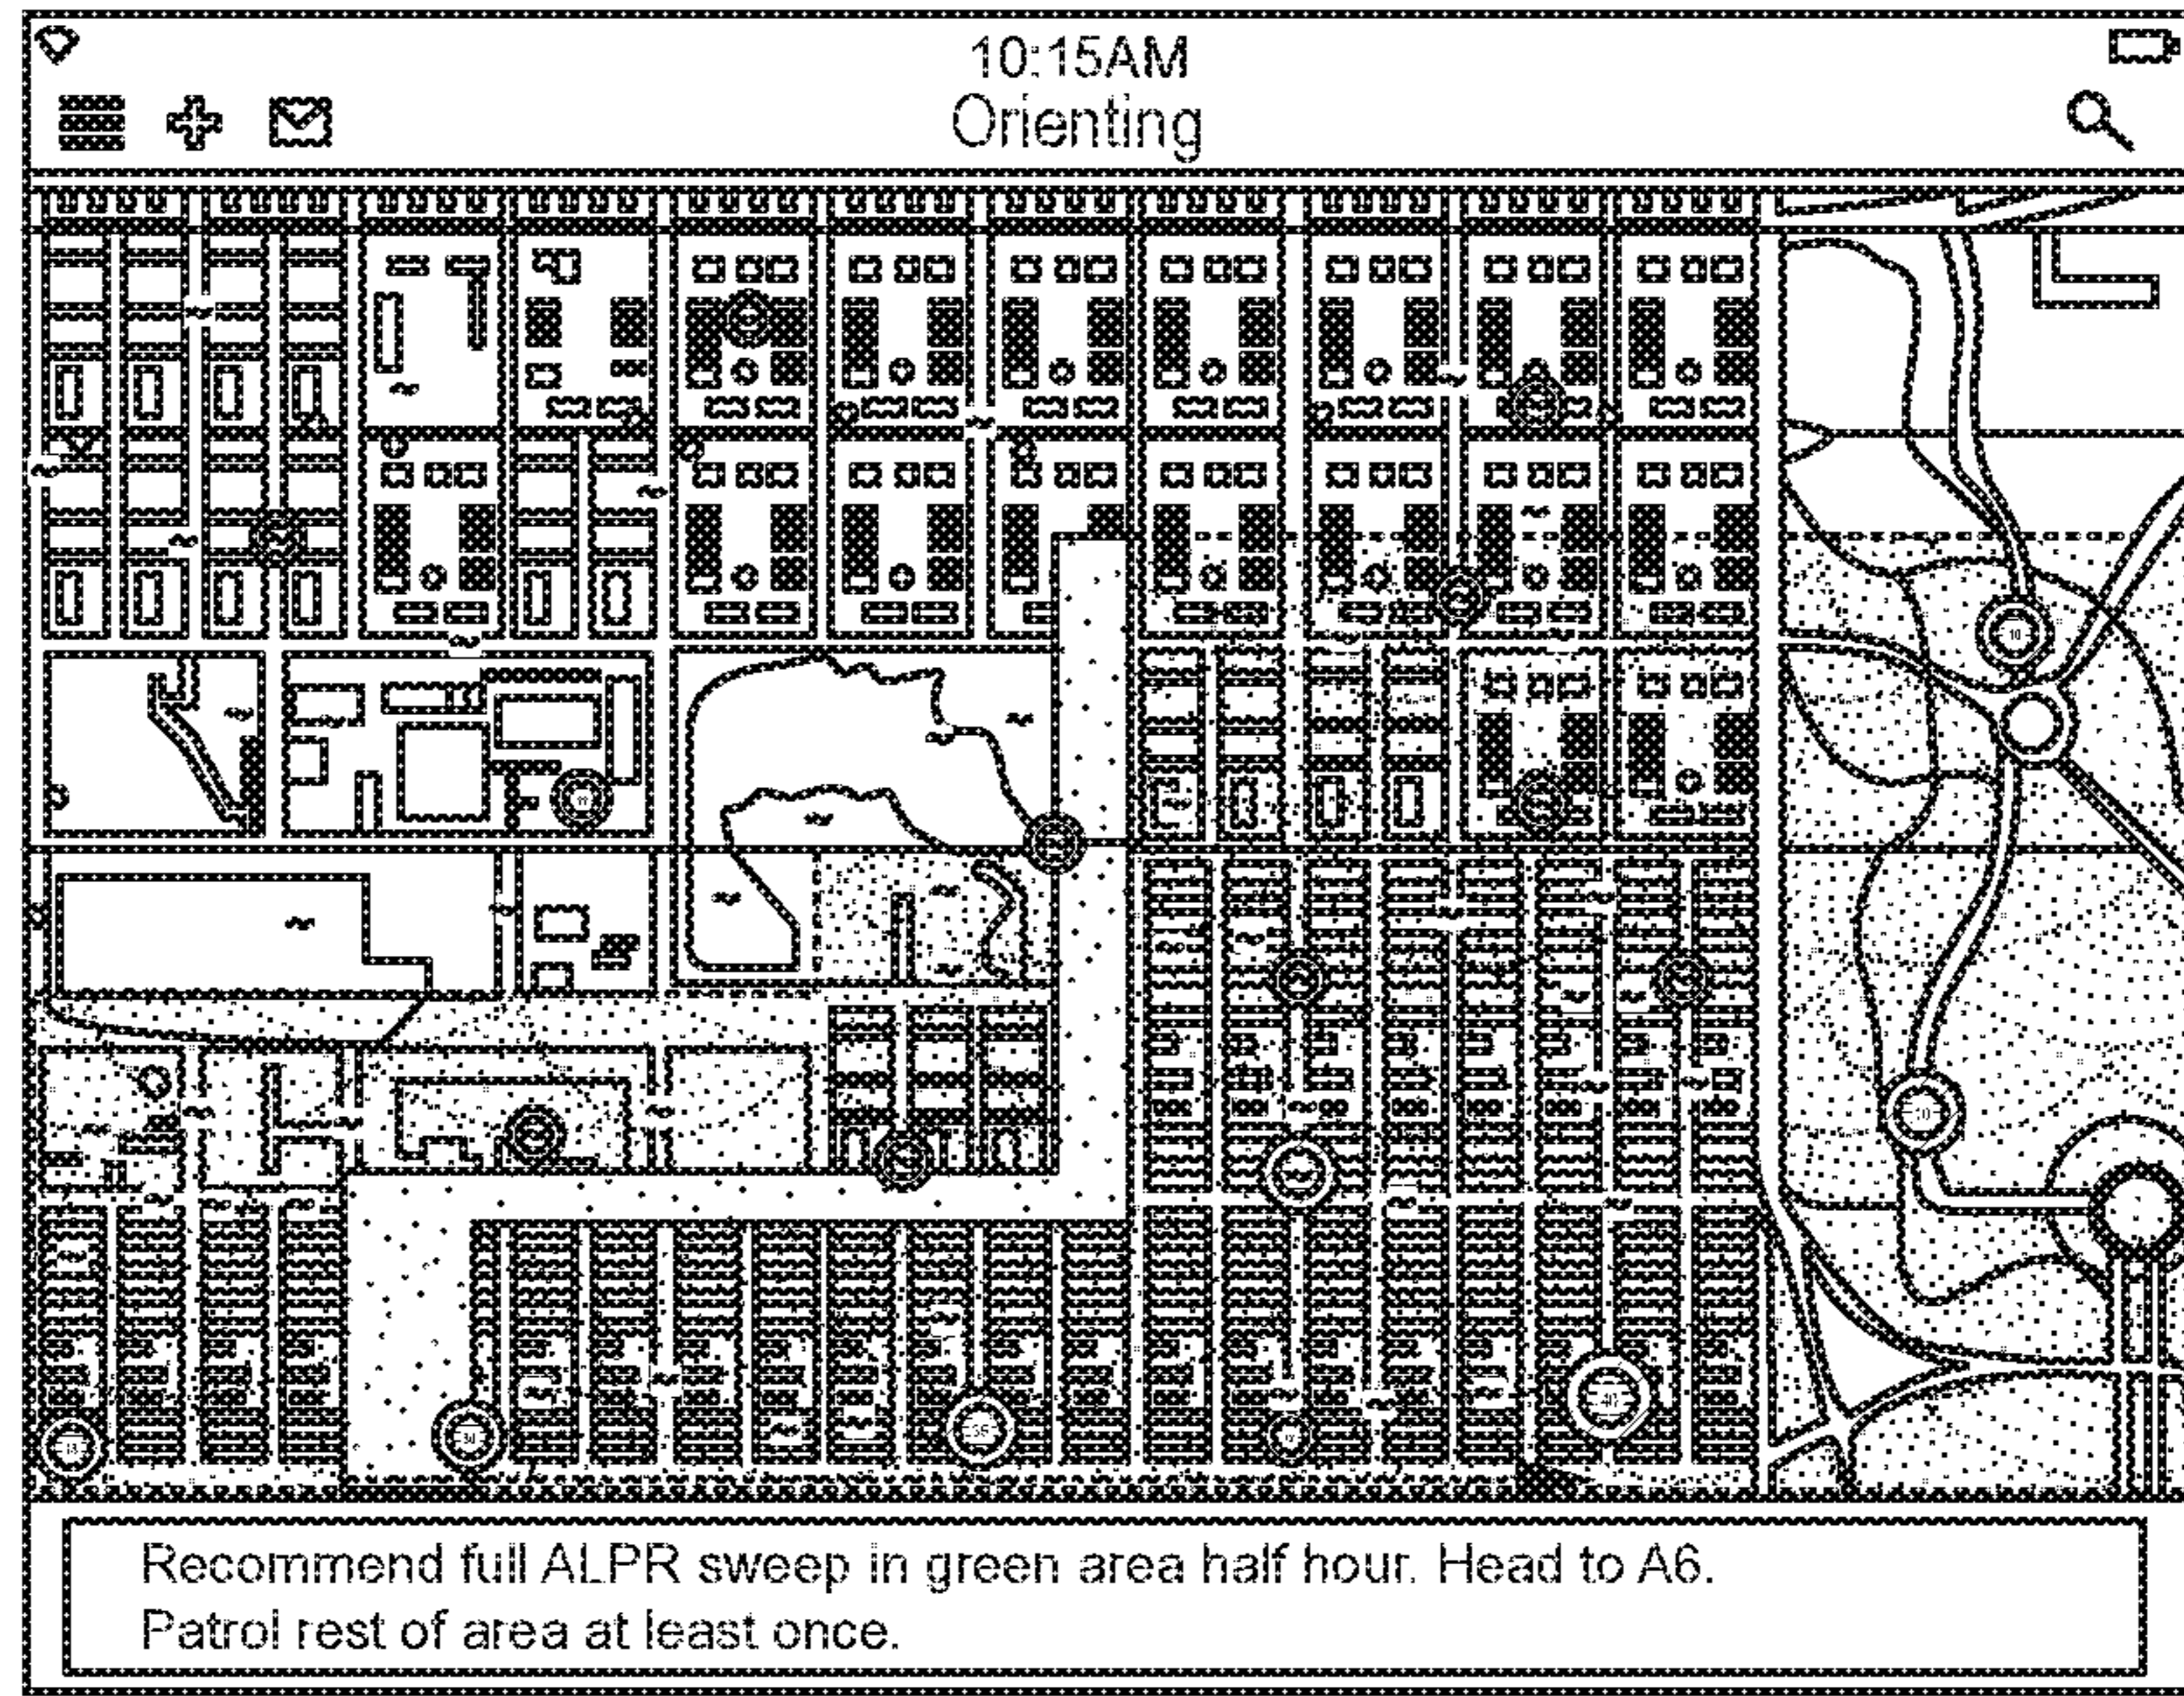 10:15AM
Orienting
10
Recommend full ALPR sweep in green area half hour. Head to A6.
Patrol rest of area at least once.